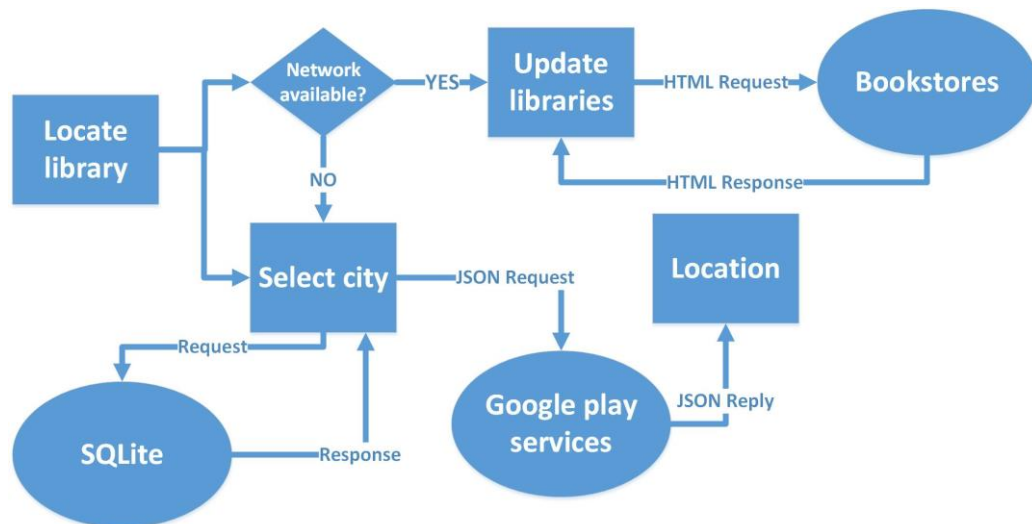 Network
available?
YES
Update
libraries
HTML Request
Bookstores
Locate
library
NO
HTML Response
Select city
JSON Request
Location
Request
Google play
services
JSON Reply
SQLite
Response